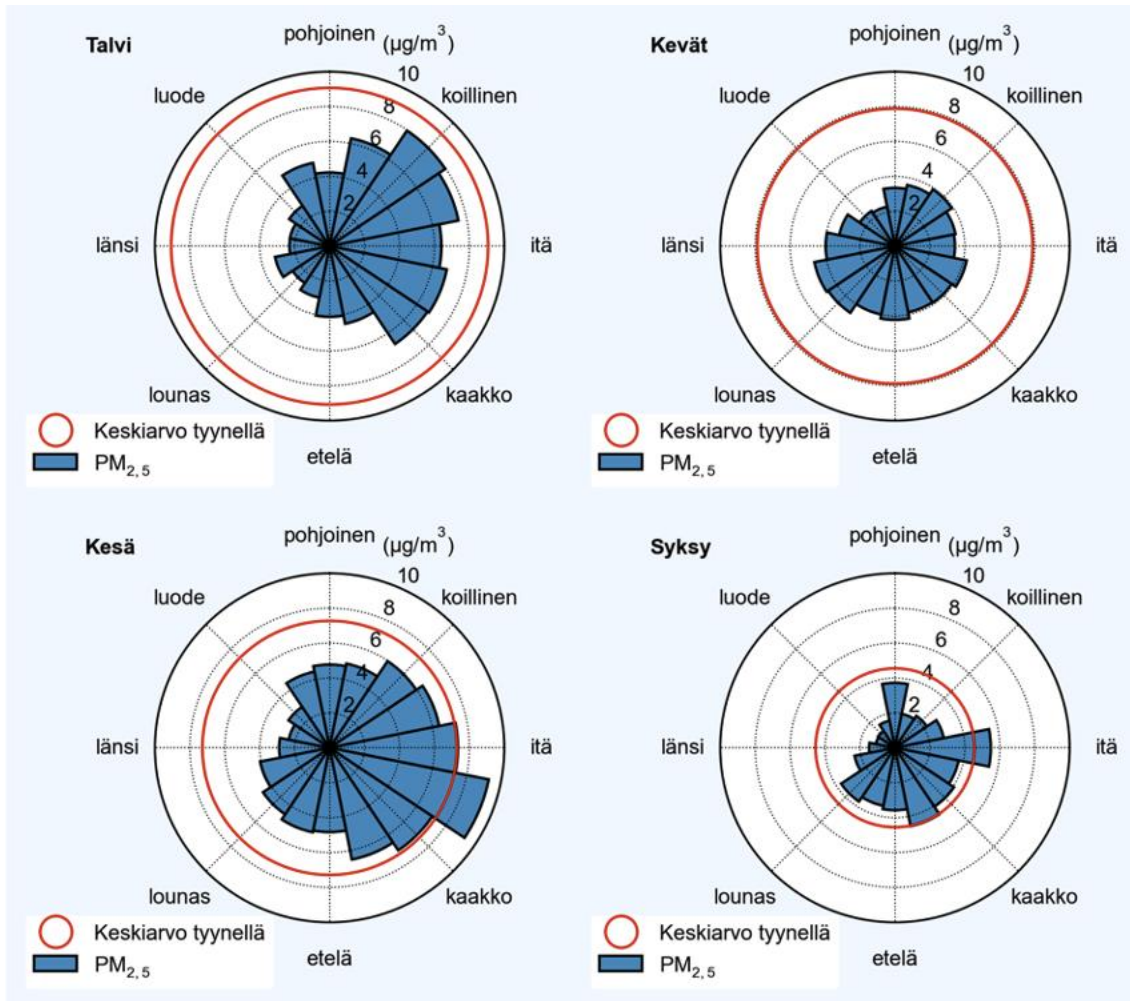 Talvi
pohjoinen (µg/m³)
10
luode
8
koillinen
6
4
2
länsi
itä
lounas
kaakko
etelä
Keskiarvo tyynellä
PM₂,₅
Kevät
pohjoinen (µg/m³)
10
luode
8
koillinen
6
4
2
länsi
itä
lounas
kaakko
etelä
Keskiarvo tyynellä
PM₂,₅
Kesä
pohjoinen (µg/m³)
10
luode
8
koillinen
6
4
2
länsi
itä
lounas
kaakko
etelä
Keskiarvo tyynellä
PM₂,₅
Syksy
pohjoinen (µg/m³)
10
luode
8
koillinen
6
4
2
länsi
itä
lounas
kaakko
etelä
Keskiarvo tyynellä
PM₂,₅